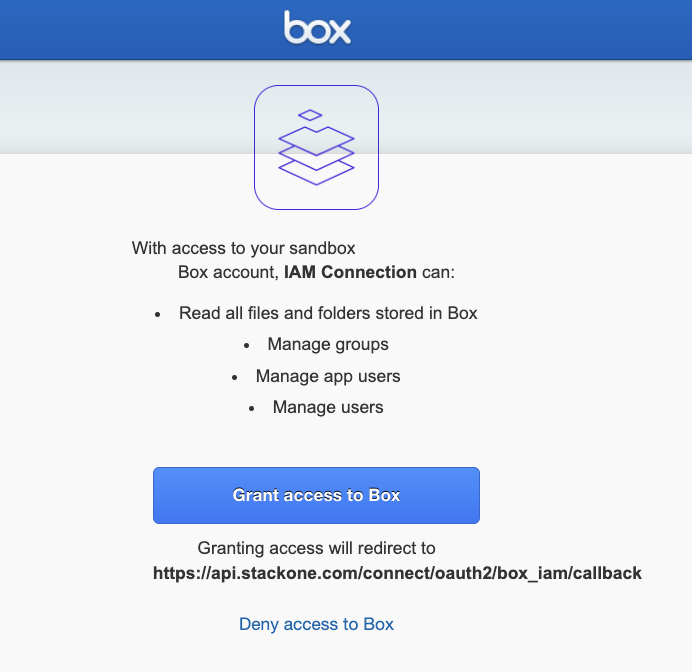 box
With access to your sandbox
Box account, IAM Connection can:
• Read all files and folders stored in Box
• Manage groups
• Manage app users
• Manage users
Grant access to Box
Granting access will redirect to
https://api.stackone.com/connect/oauth2/box_iam/callback
Deny access to Box